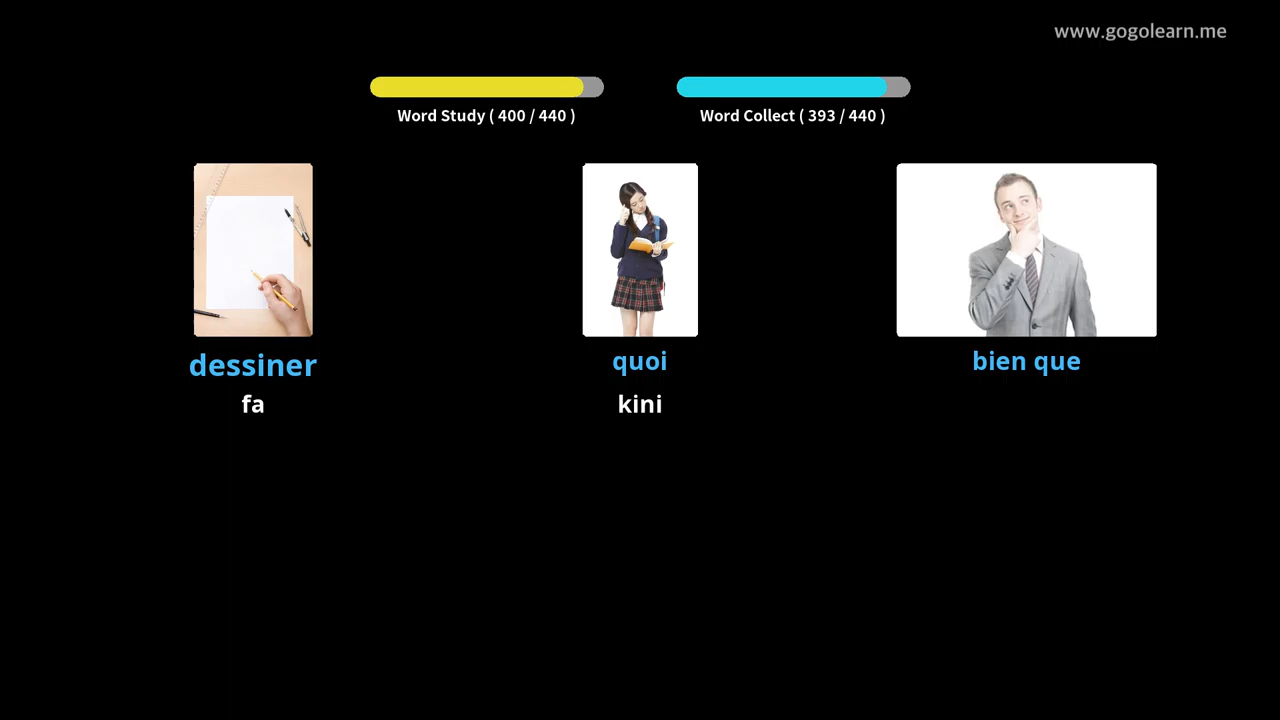 www.gogolearn.me
Word Study ( 400 / 440 )
Word Collect ( 393 / 440 )
dessiner
quoi
bien que
fa
kini